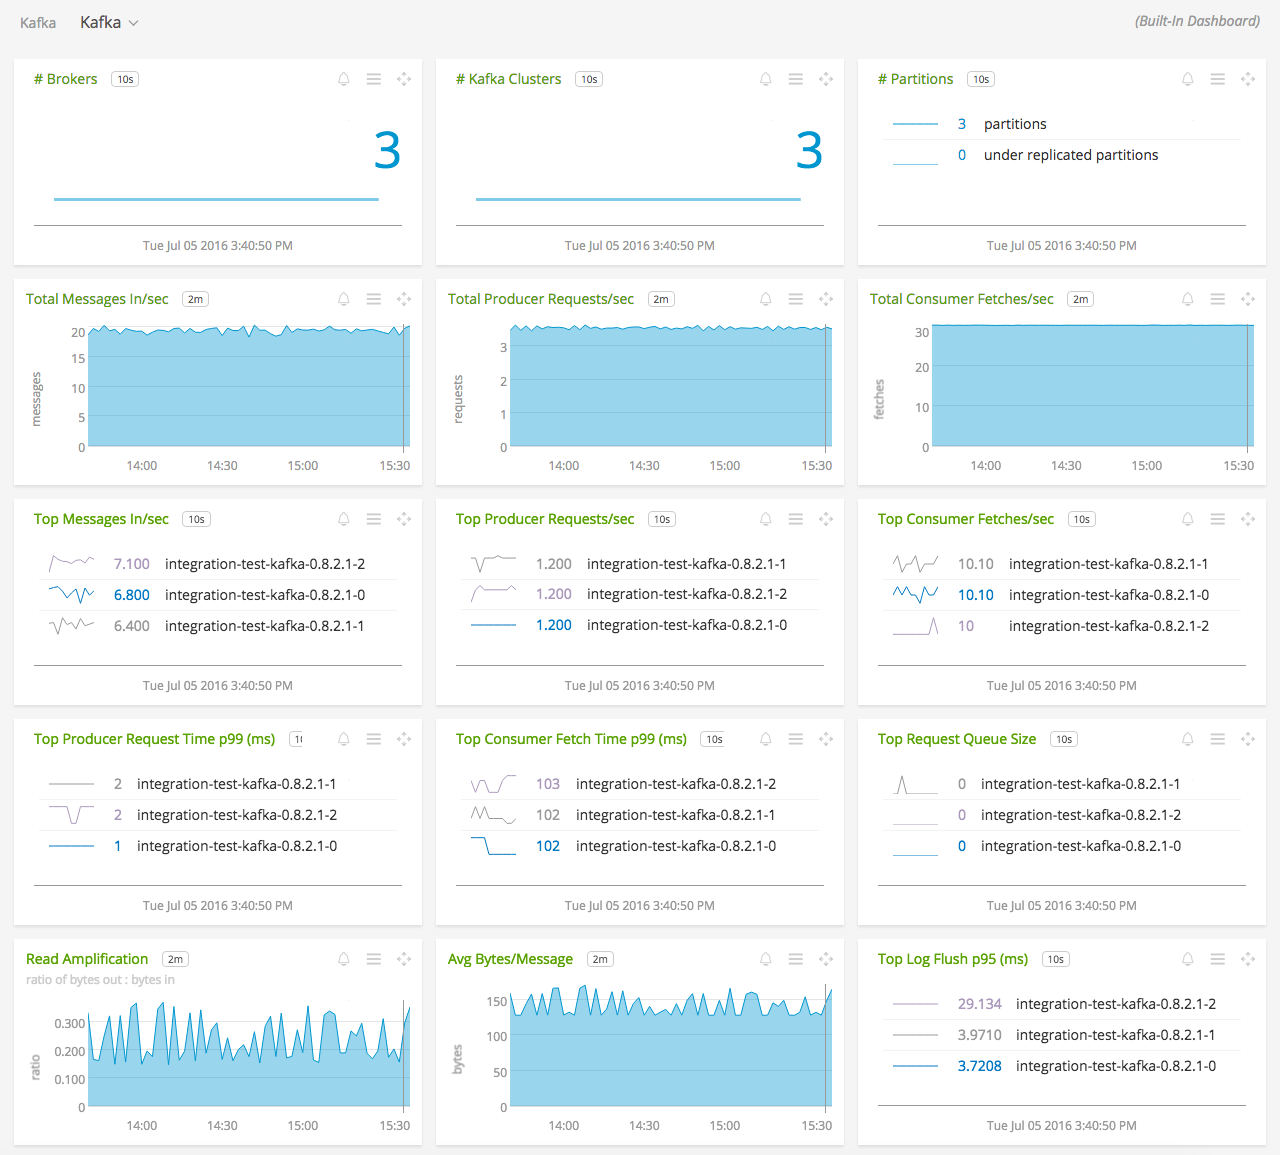 Kafka Kafka (Built-In Dashboard)
# Brokers 10s
3
Tue Jul 05 2016 3:40:50 PM
# Kafka Clusters 10s
3
Tue Jul 05 2016 3:40:50 PM
# Partitions 10s
3 partitions
0 under replicated partitions
Tue Jul 05 2016 3:40:50 PM
Total Messages In/sec 2m
messages
20
15
10
5
0
14:00 14:30 15:00 15:30
Total Producer Requests/sec 2m
requests
3
2
1
0
14:00 14:30 15:00 15:30
Total Consumer Fetches/sec 2m
fetches
30
20
10
0
14:00 14:30 15:00 15:30
Top Messages In/sec 10s
7.100 integration-test-kafka-0.8.2.1-2
6.800 integration-test-kafka-0.8.2.1-0
6.400 integration-test-kafka-0.8.2.1-1
Tue Jul 05 2016 3:40:50 PM
Top Producer Requests/sec 10s
1.200 integration-test-kafka-0.8.2.1-1
1.200 integration-test-kafka-0.8.2.1-2
1.200 integration-test-kafka-0.8.2.1-0
Tue Jul 05 2016 3:40:50 PM
Top Consumer Fetches/sec 10s
10.10 integration-test-kafka-0.8.2.1-1
10.10 integration-test-kafka-0.8.2.1-0
10 integration-test-kafka-0.8.2.1-2
Tue Jul 05 2016 3:40:50 PM
Top Producer Request Time p99 (ms)
2 integration-test-kafka-0.8.2.1-1
2 integration-test-kafka-0.8.2.1-2
1 integration-test-kafka-0.8.2.1-0
Tue Jul 05 2016 3:40:50 PM
Top Consumer Fetch Time p99 (ms) 10s
103 integration-test-kafka-0.8.2.1-2
102 integration-test-kafka-0.8.2.1-1
102 integration-test-kafka-0.8.2.1-0
Tue Jul 05 2016 3:40:50 PM
Top Request Queue Size 10s
0 integration-test-kafka-0.8.2.1-1
0 integration-test-kafka-0.8.2.1-2
0 integration-test-kafka-0.8.2.1-0
Tue Jul 05 2016 3:40:50 PM
Read Amplification 2m
ratio of bytes out : bytes in
ratio
0.300
0.200
0.100
0
14:00 14:30 15:00 15:30
Avg Bytes/Message 2m
bytes
150
100
50
0
14:00 14:30 15:00 15:30
Top Log Flush p95 (ms) 10s
29.134 integration-test-kafka-0.8.2.1-2
3.9710 integration-test-kafka-0.8.2.1-1
3.7208 integration-test-kafka-0.8.2.1-0
Tue Jul 05 2016 3:40:50 PM